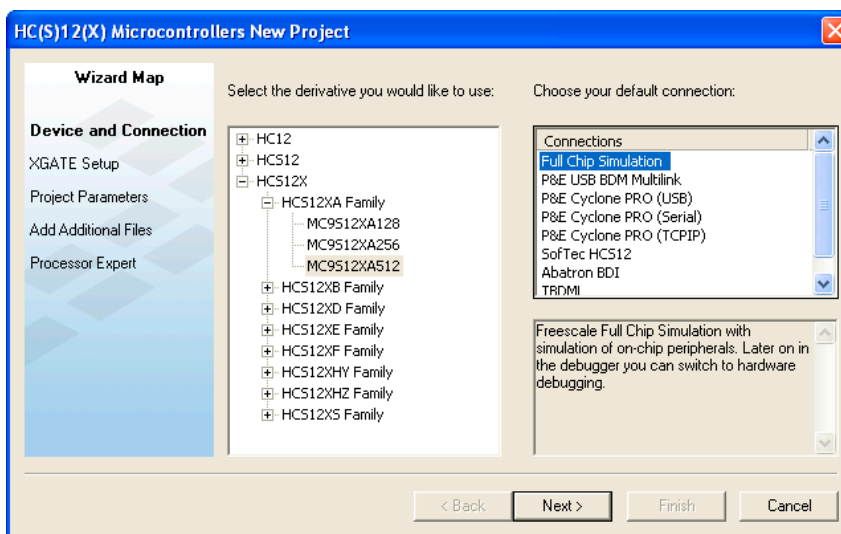 HC(S)12(X) Microcontrollers New Project
Wizard Map
Device and Connection
XGATE Setup
Project Parameters
Add Additional Files
Processor Expert
Select the derivative you would like to use:
HC12
HCS12
HCS12X
HCS12XA Family
MC9S12XA128
MC9S12XA256
MC9S12XA512
HCS12XB Family
HCS12XD Family
HCS12XE Family
HCS12XF Family
HCS12XHY Family
HCS12XHZ Family
HCS12XS Family
Choose your default connection:
Connections
Full Chip Simulation
P&E USB BDM Multilink
P&E Cyclone PRO (USB)
P&E Cyclone PRO (Serial)
P&E Cyclone PRO (TCPIP)
SofTec HCS12
Abatron BDI
TBDML
Freescale Full Chip Simulation with
simulation of on-chip peripherals. Later on in
the debugger you can switch to hardware
debugging.
< Back
Next >
Finish
Cancel